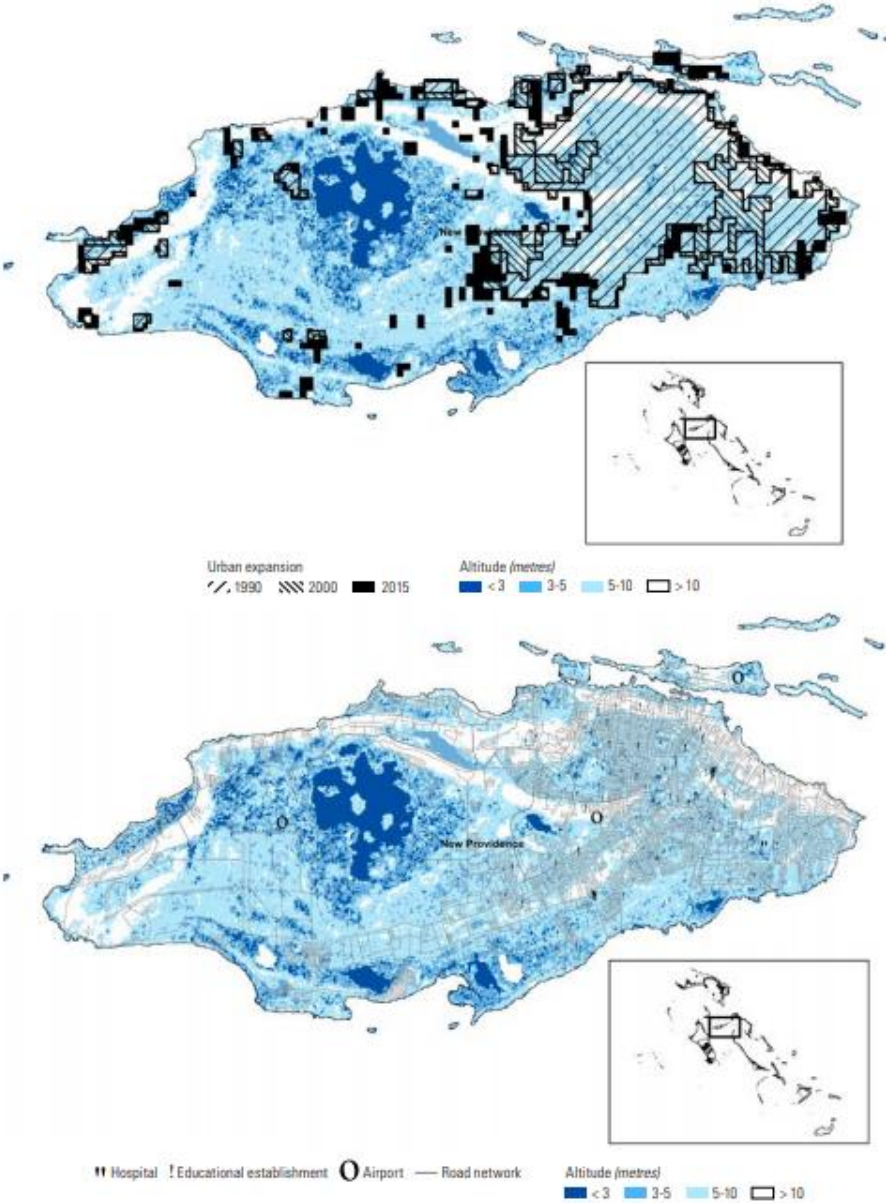 New
Urban expansion
1990 2000 2015
Altitude (metres)
< 3 3-5 5-10 > 10
New Providence
Hospital ! Educational establishment Airport Road network
Altitude (metres)
< 3 3-5 5-10 > 10